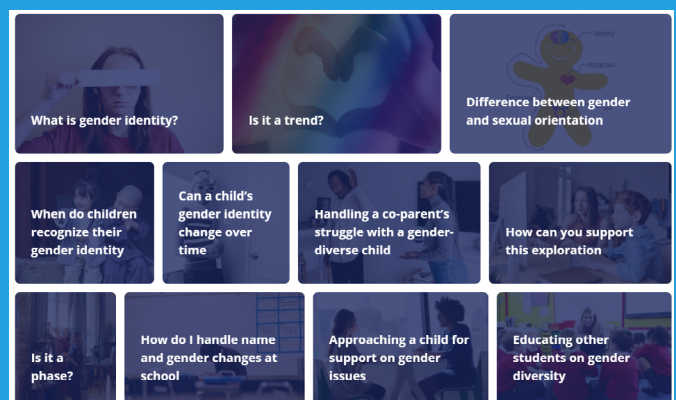 What is gender identity?
Is it a trend?
Difference between gender
and sexual orientation
When do children
recognize their
gender identity
Can a child's
gender identity
change over
time
Handling a co-parent's
struggle with a gender-
diverse child
How can you support
this exploration
Is it a
phase?
How do I handle name
and gender changes at
school
Approaching a child for
support on gender
issues
Educating other
students on gender
diversity